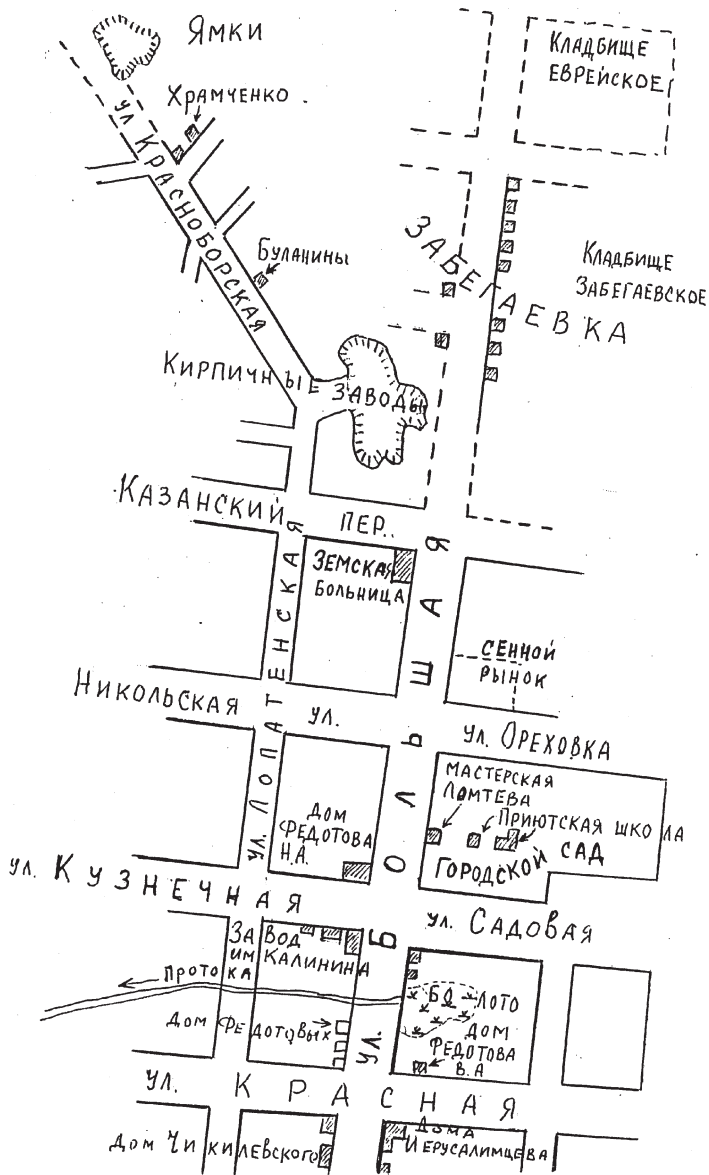 Ямки
Кладбище
Еврейское
Храмченко
ул Красноборская
Забегаевка
Буланины
Кладбище
Забегаевское
Кирпичные заводы
Казанский пер.
Земская
больница
Сенной
рынок
Никольская ул.
ул. Ореховка
ул. Лопатенская
ул. Большая
мастерская
Ломтева
Приютская школа
Городской сад
Дом
Федотова
Н.А.
ул. Кузнечная
ул. Садовая
Заимка
Завод
Калинина
Протока
Болото
Дом Федотовых
Дом
Федотова
В.А
ул. Красная
Дом Чикилевского
Дома
Иерусалимцева